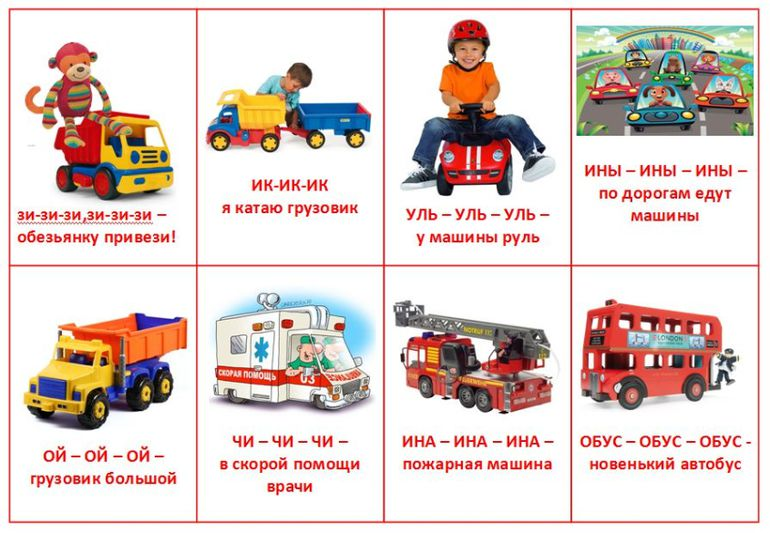 зи-зи-зи,зи-зи-зи –
обезьянку привези!
ИК-ИК-ИК
я катаю грузовик
УЛЬ – УЛЬ – УЛЬ –
у машины руль
ИНЫ – ИНЫ – ИНЫ –
по дорогам едут
машины
ОЙ – ОЙ – ОЙ –
грузовик большой
СКОРАЯ ПОМОЩЬ
03
ЧИ – ЧИ – ЧИ –
в скорой помощи
врачи
NOTRUF 112
ИНА – ИНА – ИНА –
пожарная машина
LONDON
ОБУС – ОБУС – ОБУС -
новенький автобус